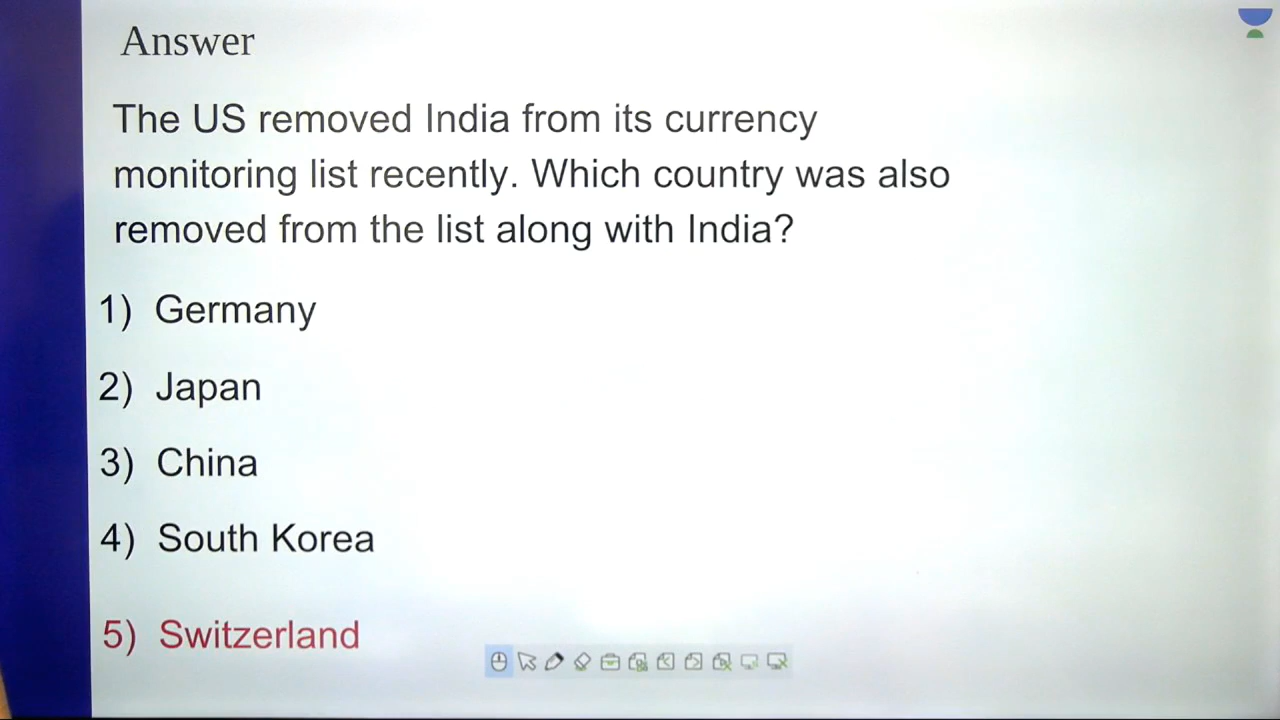 Answer
The US removed India from its currency
monitoring list recently. Which country was also
removed from the list along with India?
1) Germany
2) Japan
3) China
4) South Korea
5) Switzerland